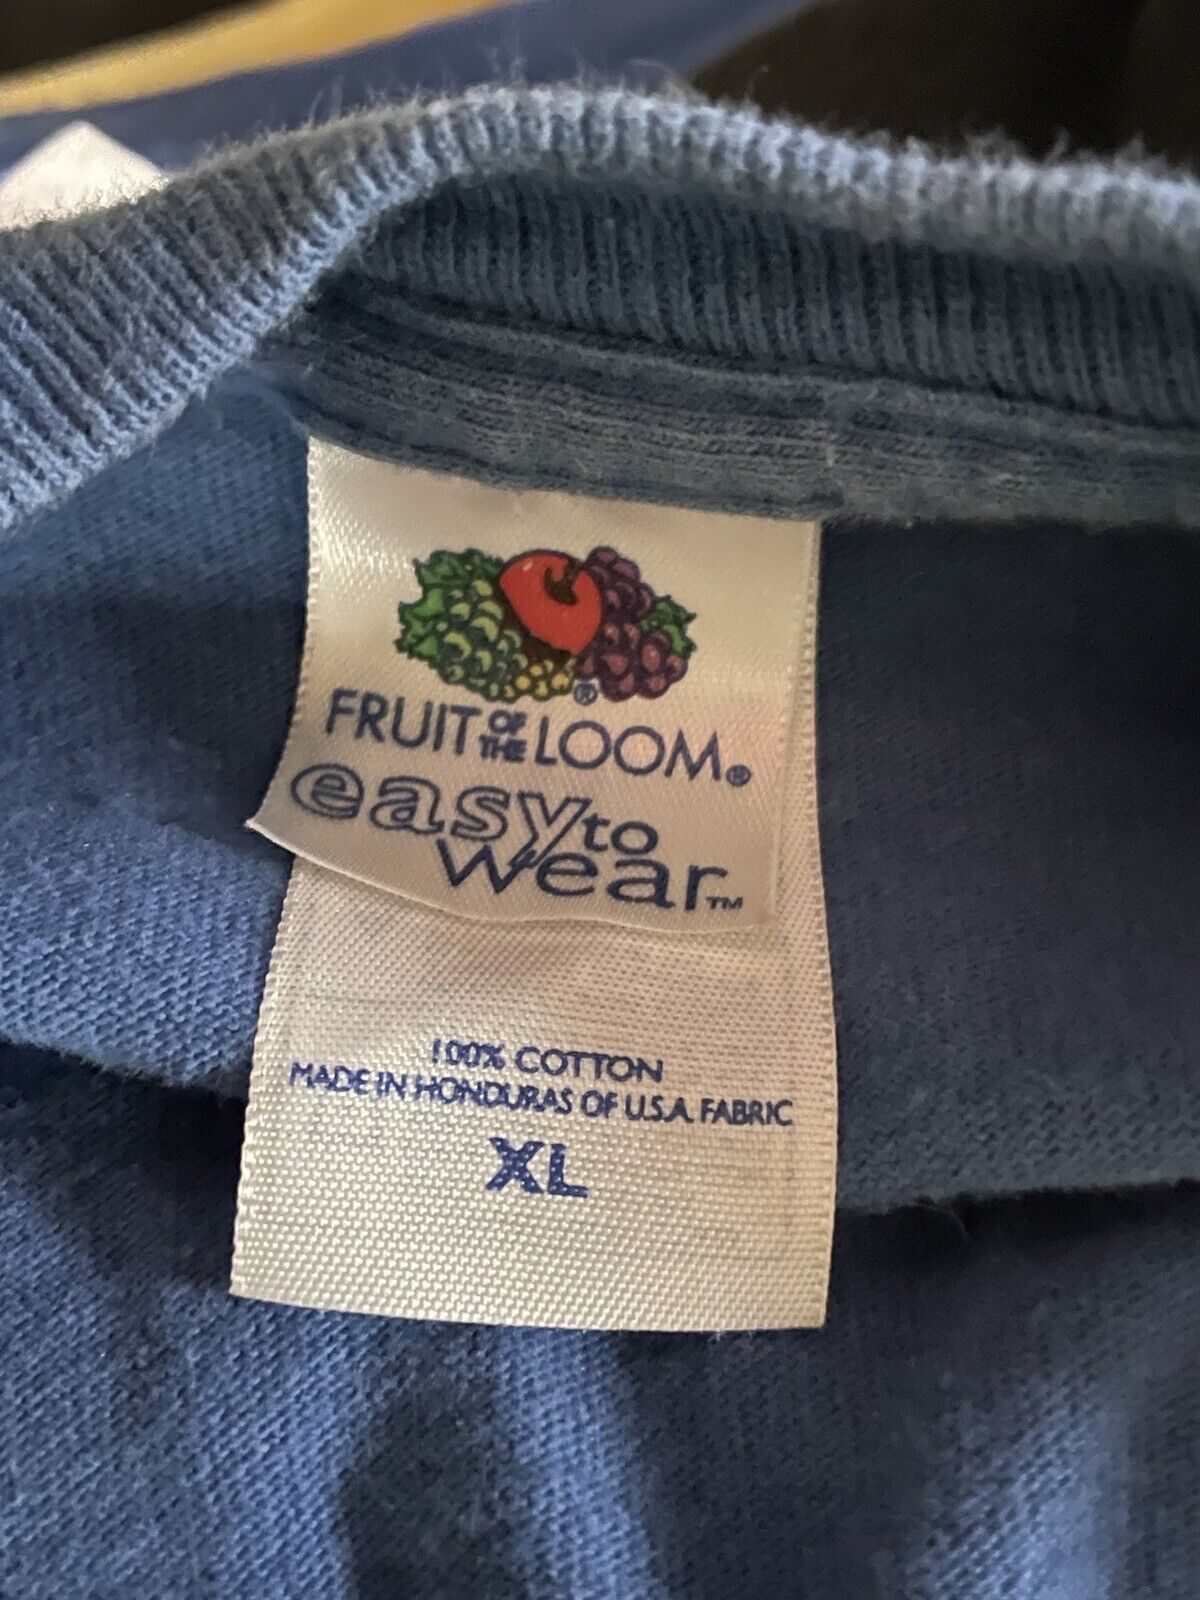 ®
FRUIT OF THE LOOM®
easy to wear™
100% COTTON
MADE IN HONDURAS OF U.S.A. FABRIC
XL